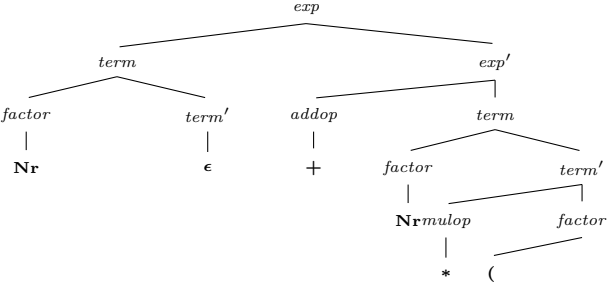 exp
term exp′
factor term′ addop term
Nr ϵ + factor term′
Nr mulop factor
* (